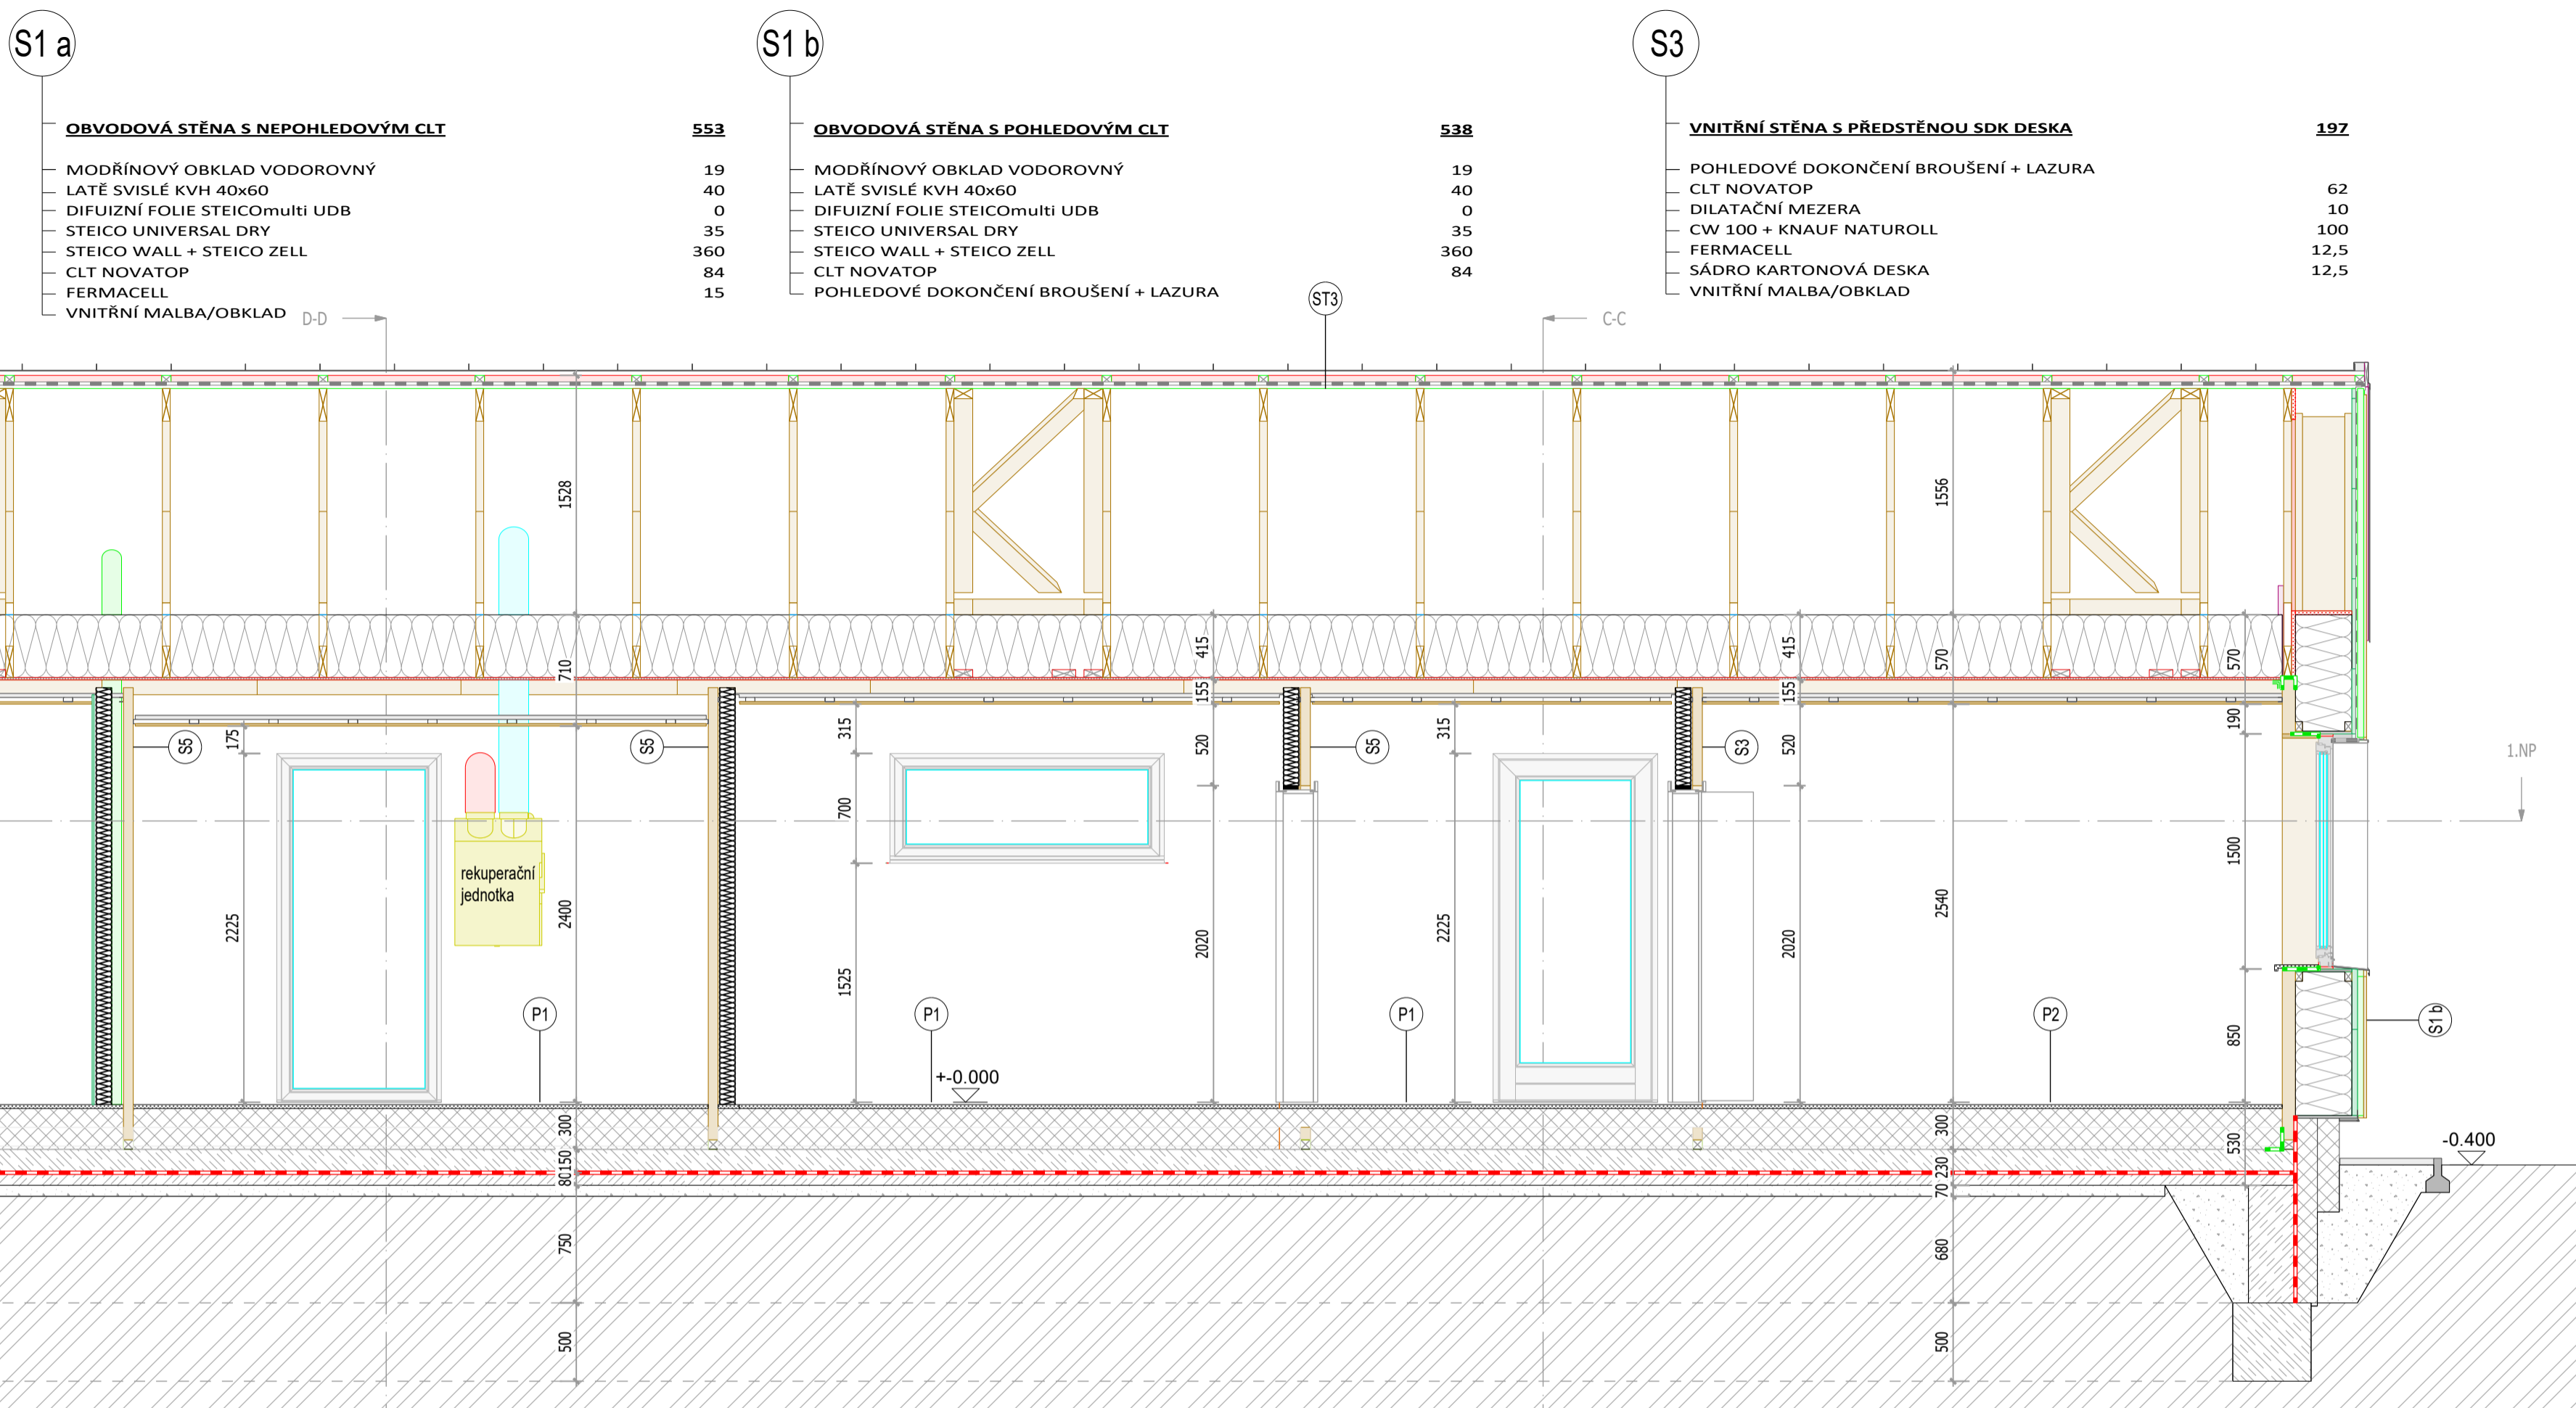 S1 a
OBVODOVÁ STĚNA S NEPOHLEDOVÝM CLT 553
MODŘÍNOVÝ OBKLAD VODOROVNÝ 19
LATĚ SVISLÉ KVH 40x60 40
DIFUIZNÍ FOLIE STEICOmulti UDB 0
STEICO UNIVERSAL DRY 35
STEICO WALL + STEICO ZELL 360
CLT NOVATOP 84
FERMACELL 15
VNITŘNÍ MALBA/OBKLAD
S1 b
OBVODOVÁ STĚNA S POHLEDOVÝM CLT 538
MODŘÍNOVÝ OBKLAD VODOROVNÝ 19
LATĚ SVISLÉ KVH 40x60 40
DIFUIZNÍ FOLIE STEICOmulti UDB 0
STEICO UNIVERSAL DRY 35
STEICO WALL + STEICO ZELL 360
CLT NOVATOP 84
POHLEDOVÉ DOKONČENÍ BROUŠENÍ + LAZURA
S3
VNITŘNÍ STĚNA S PŘEDSTĚNOU SDK DESKA 197
POHLEDOVÉ DOKONČENÍ BROUŠENÍ + LAZURA
CLT NOVATOP 62
DILATAČNÍ MEZERA 10
CW 100 + KNAUF NATUROLL 100
FERMACELL 12,5
SÁDRO KARTONOVÁ DESKA 12,5
VNITŘNÍ MALBA/OBKLAD
D-D
ST3
C-C
1528
1556
710
415
155
415
155
570
570
175
S5
S5
315
520
S5
315
S3
520
190
1.NP
700
rekuperační
jednotka
2225
2400
1525
2020
2225
2020
2540
1500
850
P1
P1
P1
P2
S1 b
+-0.000
-0.400
300
150
80
750
500
300
230
70
680
500
530